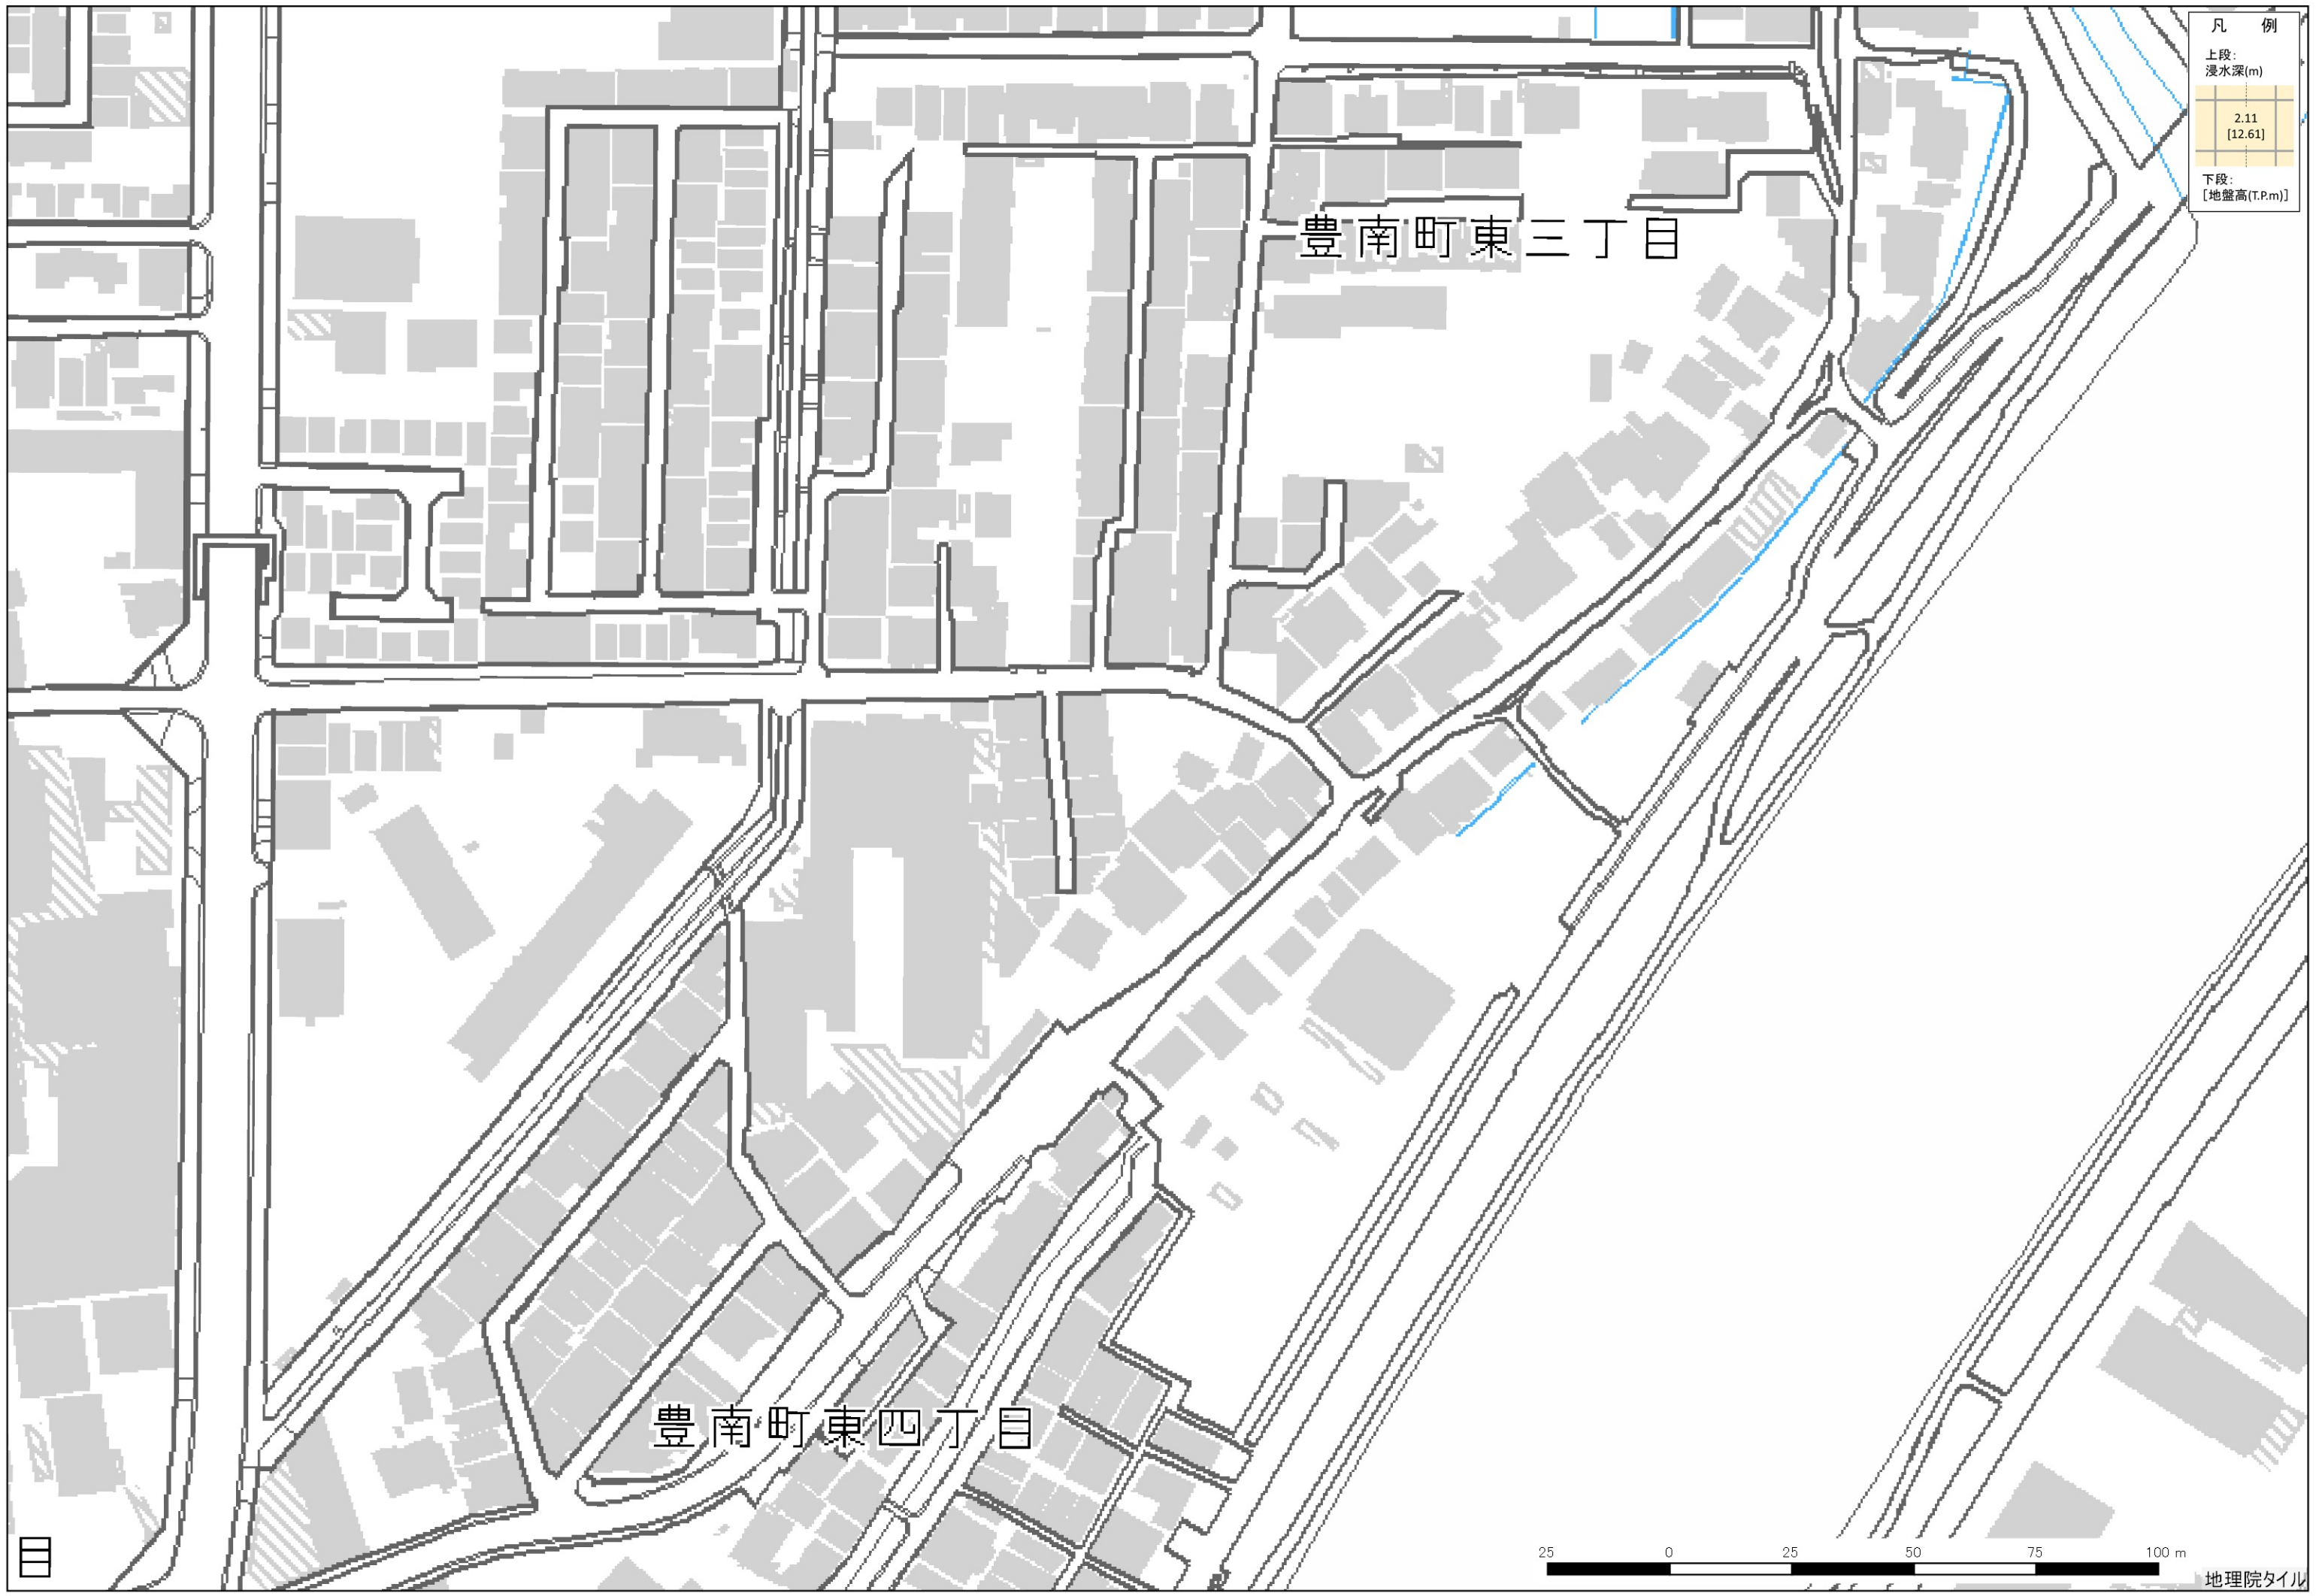 凡 例
上段:
浸水深(m)
2.11
[12.61]
下段:
[地盤高(T.P.m)]
豊南町東三丁目
豊南町東四丁目
目
25 0 25 50 75 100 m
地理院タイル